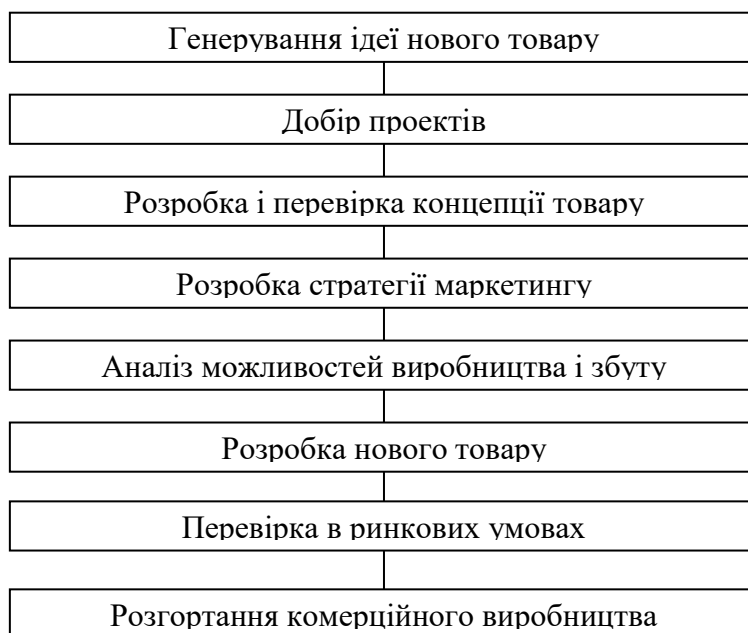 Генерування ідеї нового товару
Добір проектів
Розробка і перевірка концепції товару
Розробка стратегії маркетингу
Аналіз можливостей виробництва і збуту
Розробка нового товару
Перевірка в ринкових умовах
Розгортання комерційного виробництва